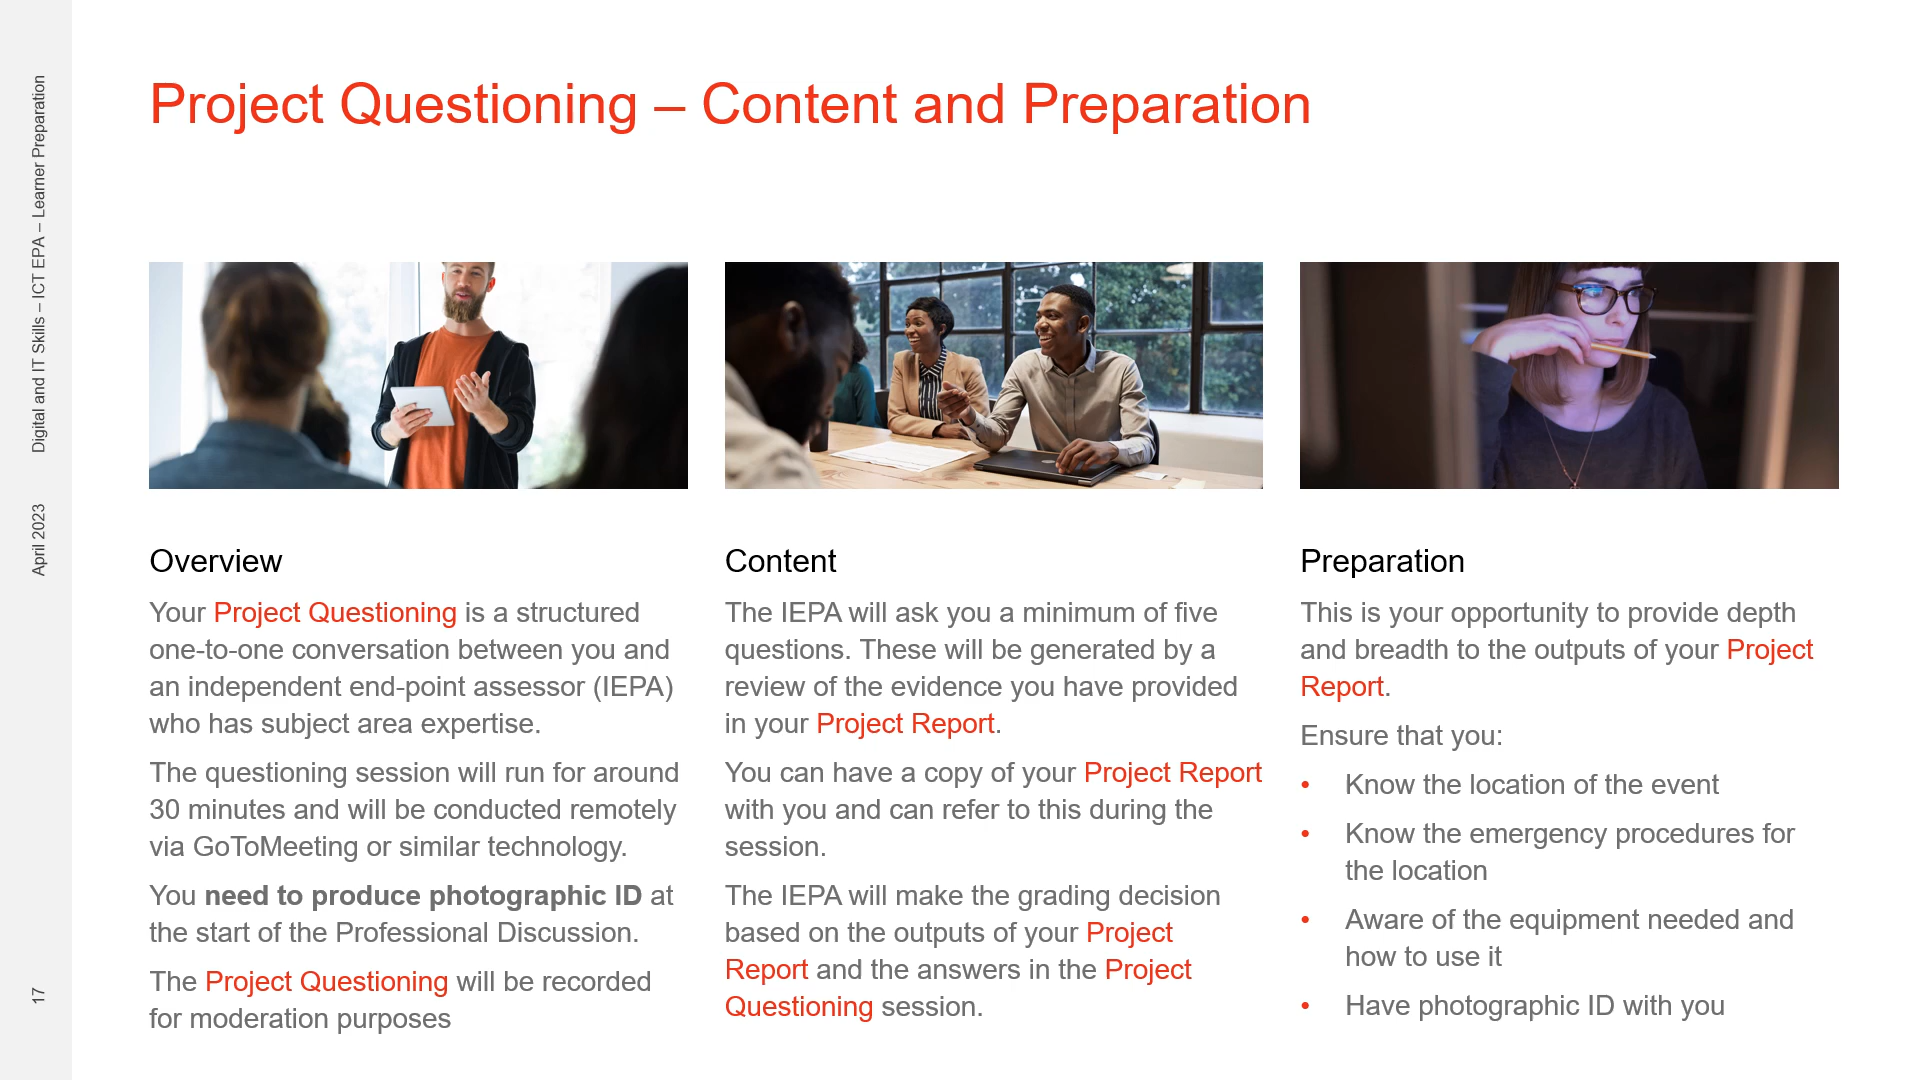 Project Questioning – Content and Preparation
Digital and IT Skills – ICT EPA – Learner Preparation
April 2023
17
Overview
Your Project Questioning is a structured
one-to-one conversation between you and
an independent end-point assessor (IEPA)
who has subject area expertise.
The questioning session will run for around
30 minutes and will be conducted remotely
via GoToMeeting or similar technology.
You need to produce photographic ID at
the start of the Professional Discussion.
The Project Questioning will be recorded
for moderation purposes
Content
The IEPA will ask you a minimum of five
questions. These will be generated by a
review of the evidence you have provided
in your Project Report.
You can have a copy of your Project Report
with you and can refer to this during the
session.
The IEPA will make the grading decision
based on the outputs of your Project
Report and the answers in the Project
Questioning session.
Preparation
This is your opportunity to provide depth
and breadth to the outputs of your Project
Report.
Ensure that you:
• Know the location of the event
• Know the emergency procedures for
the location
• Aware of the equipment needed and
how to use it
• Have photographic ID with you